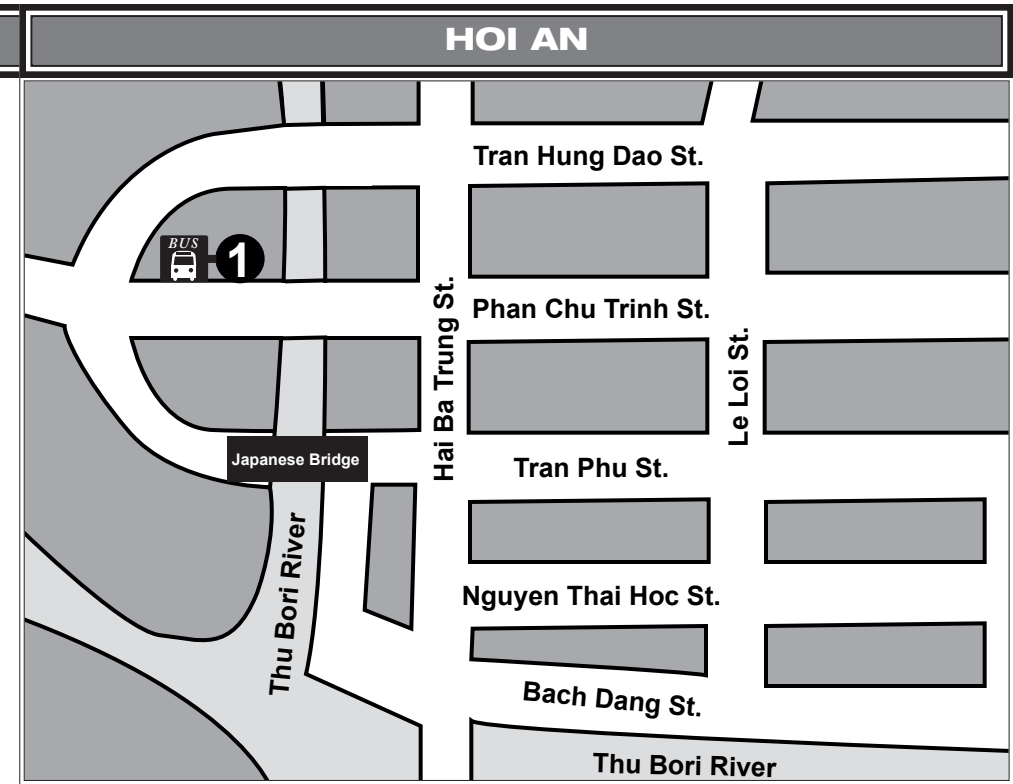 HOI AN
Tran Hung Dao St.
BUS
1
Hai Ba Trung St.
Phan Chu Trinh St.
Le Loi St.
Japanese Bridge
Tran Phu St.
Thu Bori River
Nguyen Thai Hoc St.
Bach Dang St.
Thu Bori River